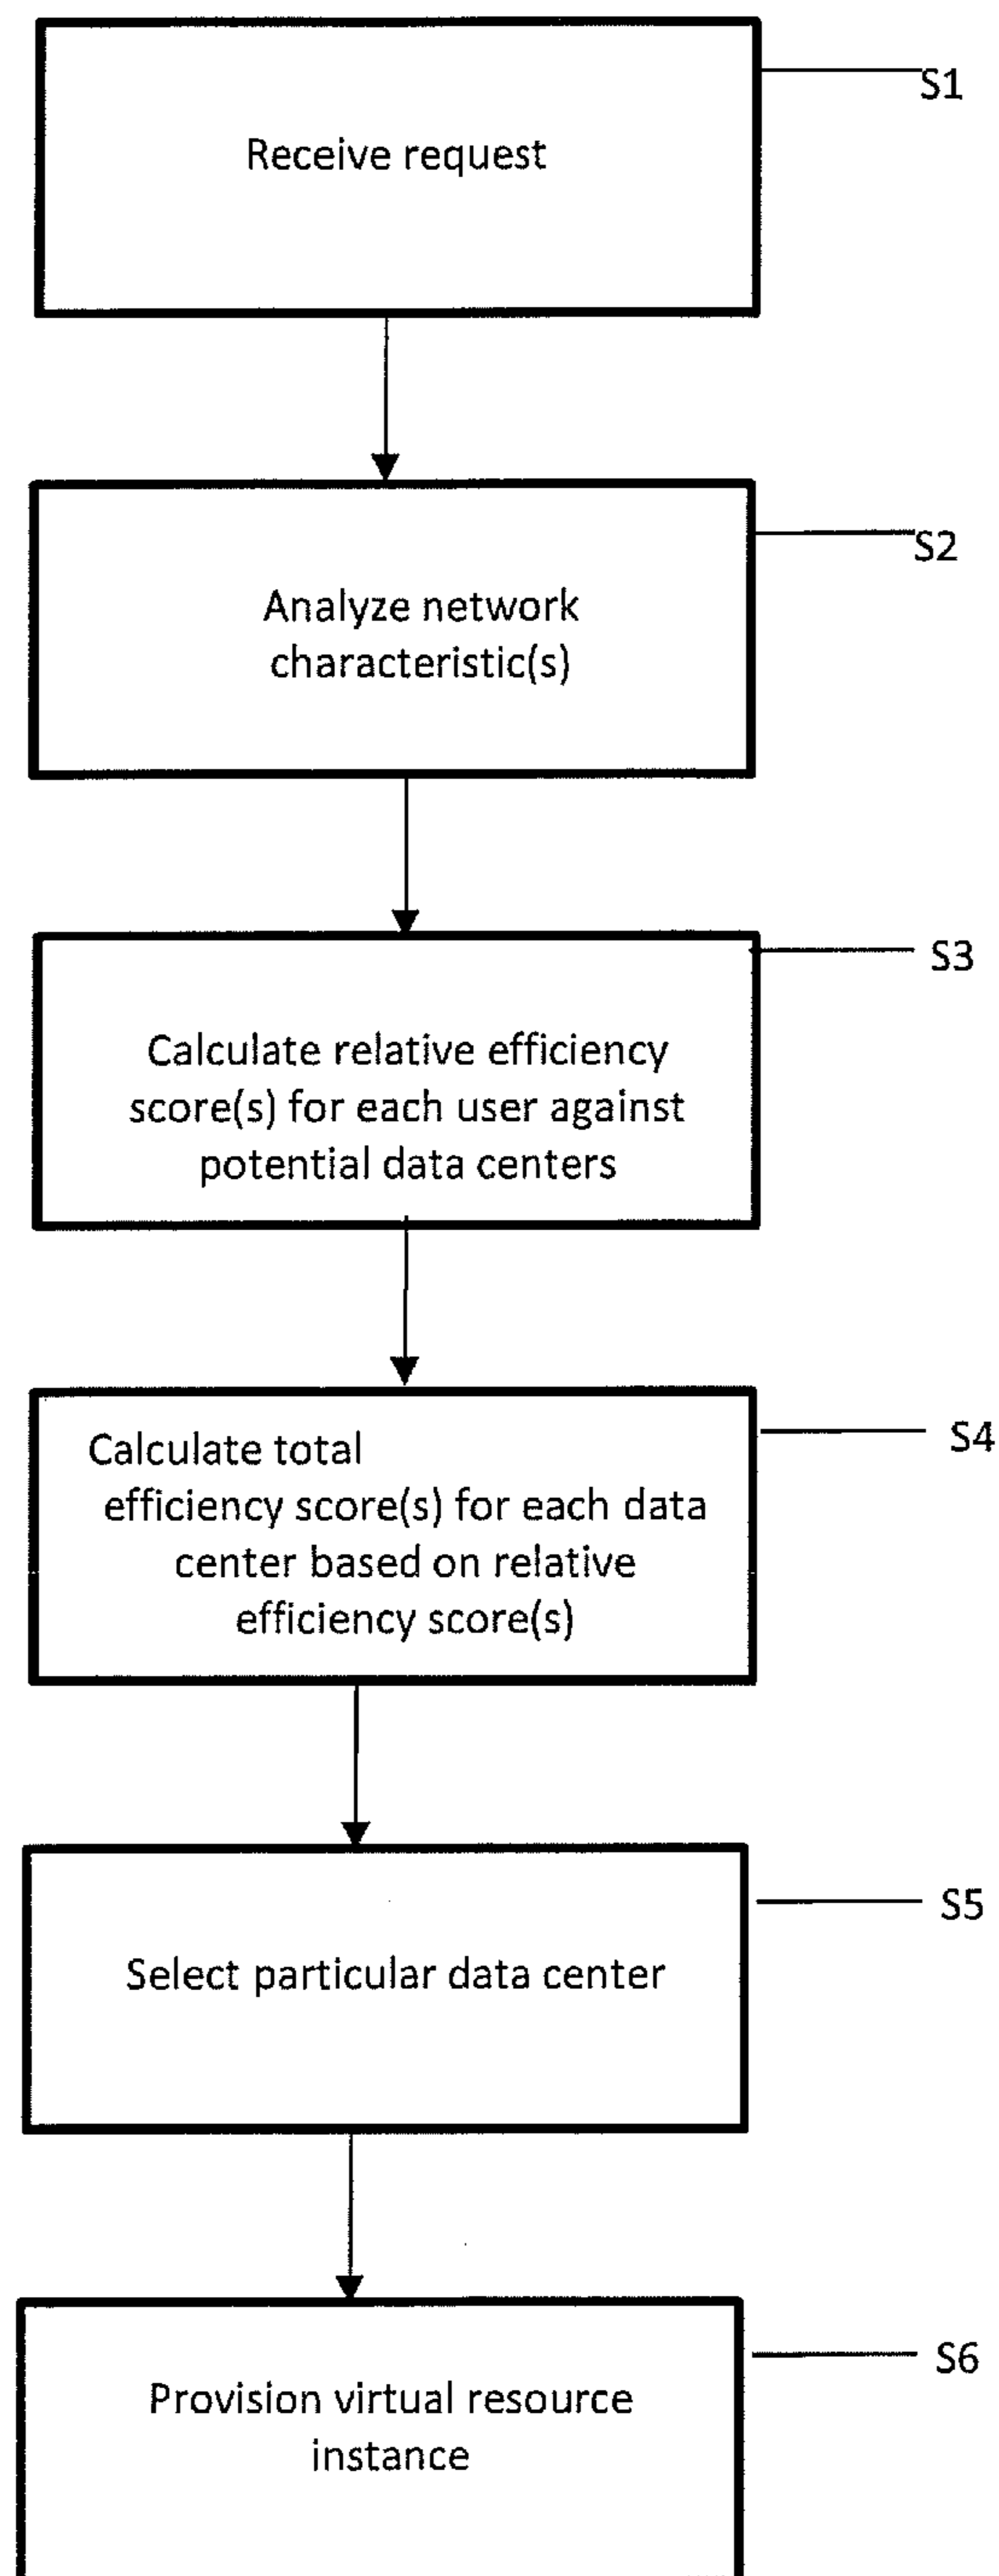 Receive request
S1
Analyze network
characteristic(s)
S2
Calculate relative efficiency
score(s) for each user against
potential data centers
S3
Calculate total
efficiency score(s) for each data
center based on relative
efficiency score(s)
S4
Select particular data center
S5
Provision virtual resource
instance
S6